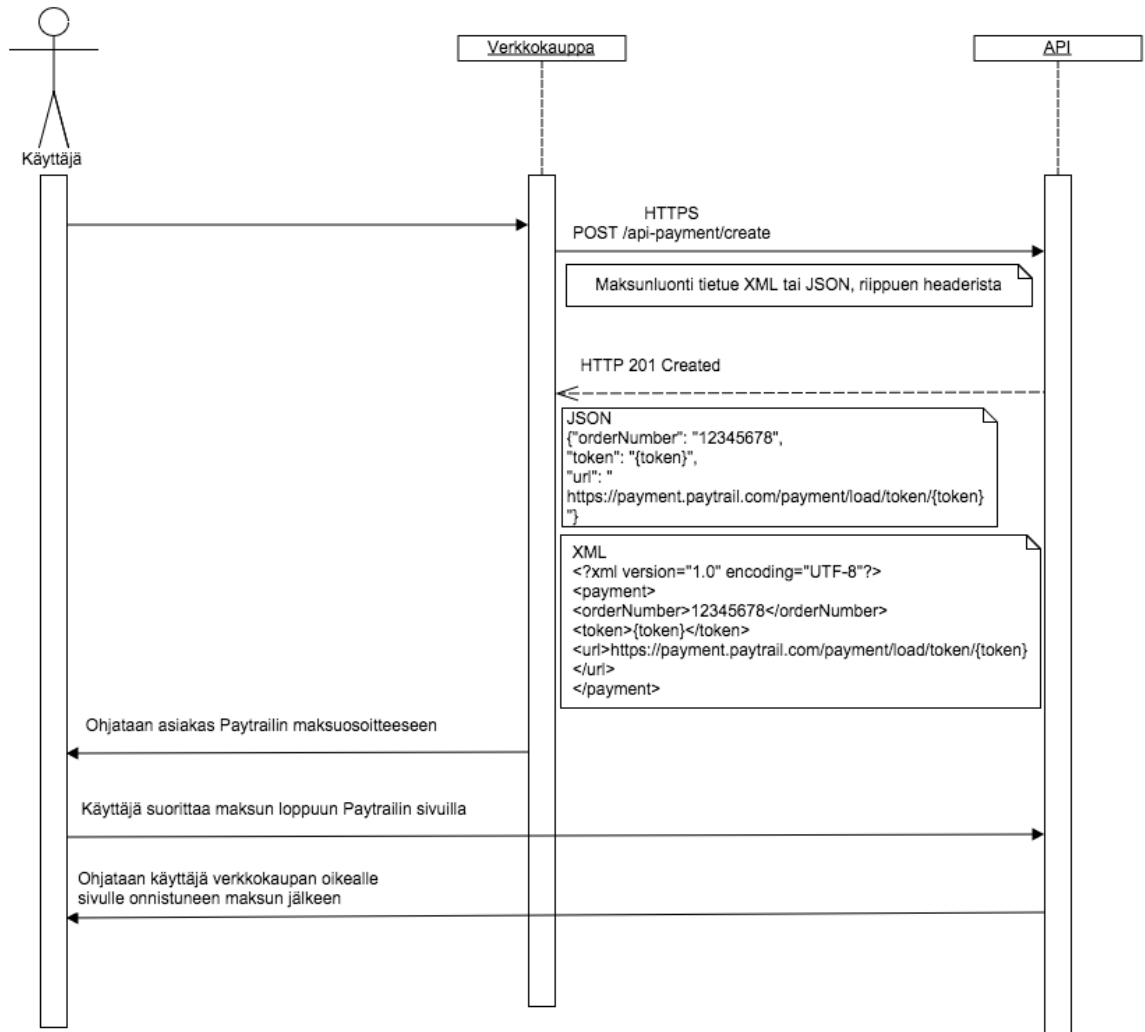 Verkkokauppa
API
Käyttäjä
HTTPS
POST /api-payment/create
Maksunluonti tietue XML tai JSON, riippuen headerista
HTTP 201 Created
JSON
{"orderNumber": "12345678",
"token": "{token}",
"url": "
https://payment.paytrail.com/payment/load/token/{token}
"}
XML
<?xml version="1.0" encoding="UTF-8"?>
<payment>
<orderNumber>12345678</orderNumber>
<token>{token}</token>
<url>https://payment.paytrail.com/payment/load/token/{token}
</url>
</payment>
Ohjataan asiakas Paytrailin maksuosoitteeseen
Käyttäjä suorittaa maksun loppuun Paytrailin sivuilla
Ohjataan käyttäjä verkkokaupan oikealle
sivulle onnistuneen maksun jälkeen